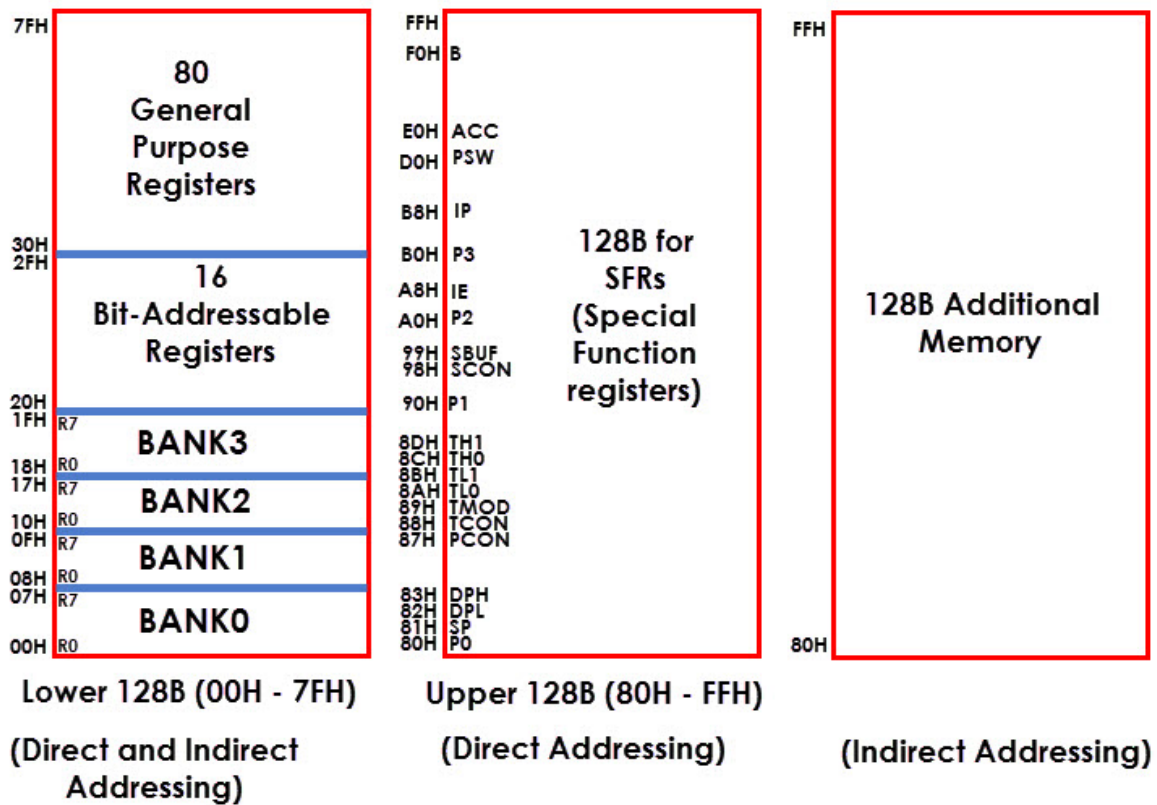 7FH
80
General
Purpose
Registers
30H
2FH
16
Bit-Addressable
Registers
20H
1FH R7
BANK3
18H R0
17H R7
BANK2
10H R0
0FH R7
BANK1
08H R0
07H R7
BANK0
00H R0
Lower 128B (00H - 7FH)
(Direct and Indirect
Addressing)
FFH
F0H B
E0H ACC
D0H PSW
B8H IP
B0H P3
A8H IE
A0H P2
99H SBUF
98H SCON
90H P1
8DH TH1
8CH TH0
8BH TL1
8AH TL0
89H TMOD
88H TCON
87H PCON
83H DPH
82H DPL
81H SP
80H P0
128B for
SFRs
(Special
Function
registers)
Upper 128B (80H - FFH)
(Direct Addressing)
FFH
128B Additional
Memory
80H
(Indirect Addressing)